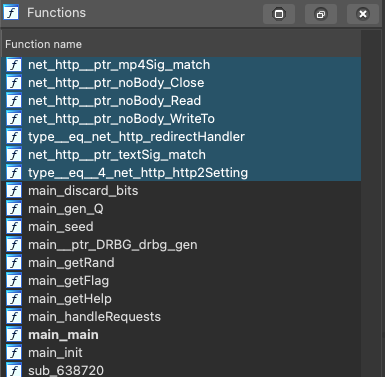 Functions
Function name
net_http__ptr_mp4Sig_match
net_http__ptr_noBody_Close
net_http__ptr_noBody_Read
net_http__ptr_noBody_WriteTo
type__eq_net_http_redirectHandler
net_http__ptr_textSig_match
type__eq__4_net_http_http2Setting
main_discard_bits
main_gen_Q
main_seed
main__ptr_DRBG_drbg_gen
main_getRand
main_getFlag
main_getHelp
main_handleRequests
main_main
main_init
sub_638720